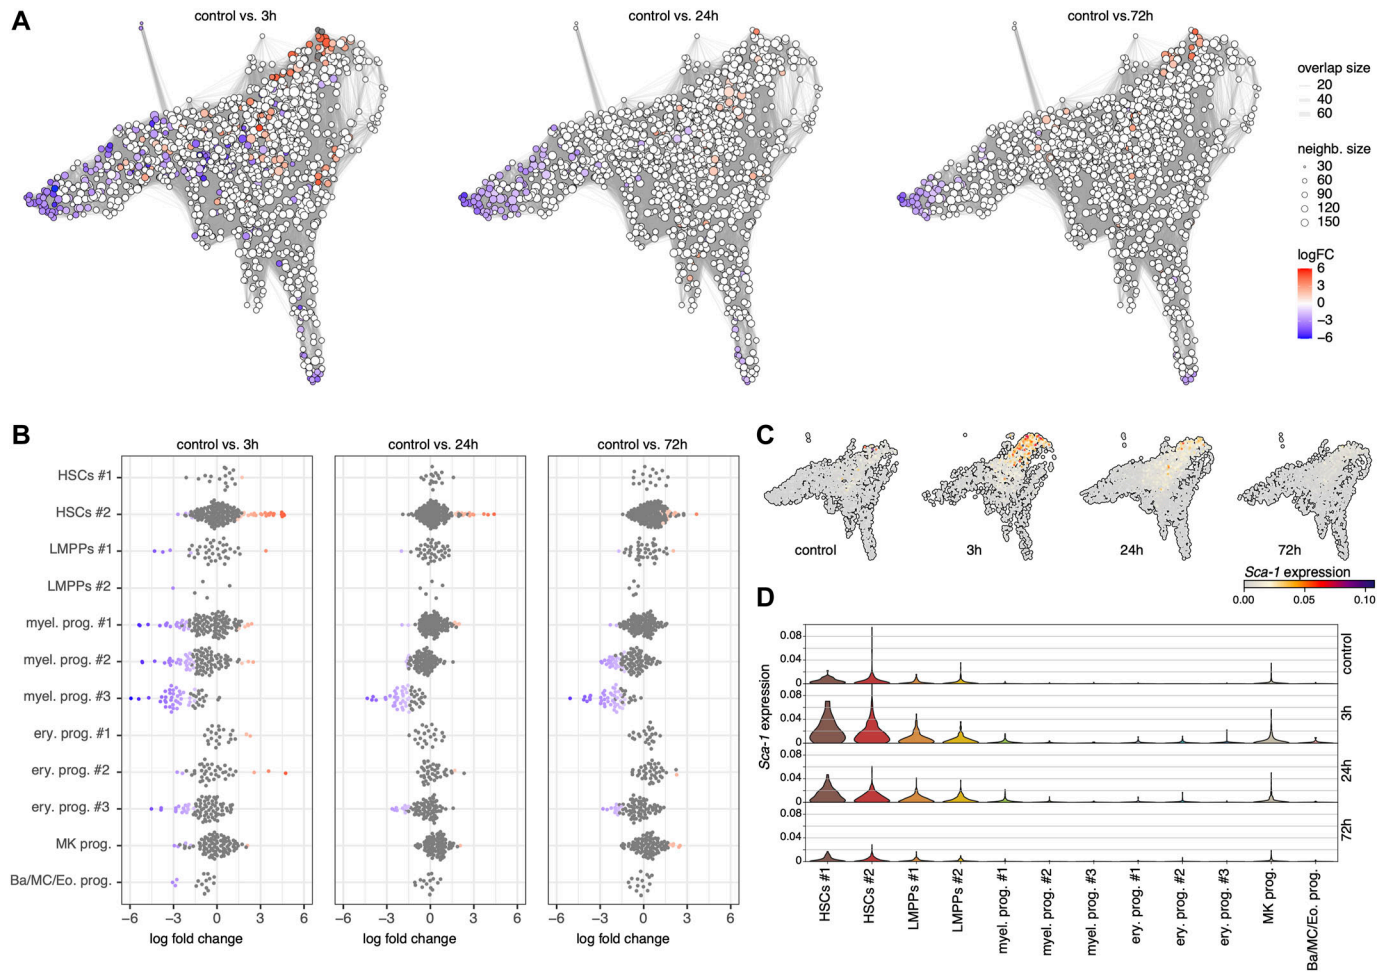 A
control vs. 3h
control vs. 24h
control vs.72h
overlap size
20
40
60
neighb. size
30
60
90
120
150
logFC
6
3
0
−3
−6
B
control vs. 3h
control vs. 24h
control vs. 72h
HSCs #1
HSCs #2
LMPPs #1
LMPPs #2
myel. prog. #1
myel. prog. #2
myel. prog. #3
ery. prog. #1
ery. prog. #2
ery. prog. #3
MK prog.
Ba/MC/Eo. prog.
−6 −3 0 3 6
−6 −3 0 3 6
−6 −3 0 3 6
log fold change
log fold change
log fold change
C
control
3h
24h
72h
Sca-1 expression
0.00 0.05 0.10
D
Sca-1 expression
0.08
0.04
0
control
0.08
0.04
0
3h
0.08
0.04
0
24h
0.08
0.04
0
72h
HSCs #1
HSCs #2
LMPPs #1
LMPPs #2
myel. prog. #1
myel. prog. #2
myel. prog. #3
ery. prog. #1
ery. prog. #2
ery. prog. #3
MK prog.
Ba/MC/Eo. prog.